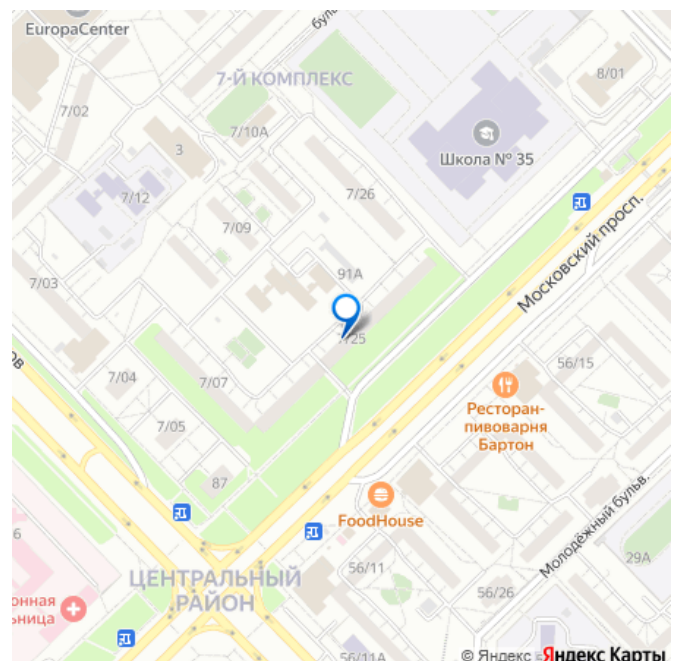 EuropaCenter
7-Й КОМПЛЕКС
8/01
7/02
7/10А
3
Школа № 35
7/12
7/26
7/09
Московский просп.
7/03
91А
7/25
56/15
7/04
7/07
Ресторан-
пивоварня
Бартон
7/05
87
FoodHouse
Молодёжный бульв.
29А
ЦЕНТРАЛЬНЫЙ
РАЙОН
56/11
56/26
56/11А
© Яндекс
Яндекс Карты